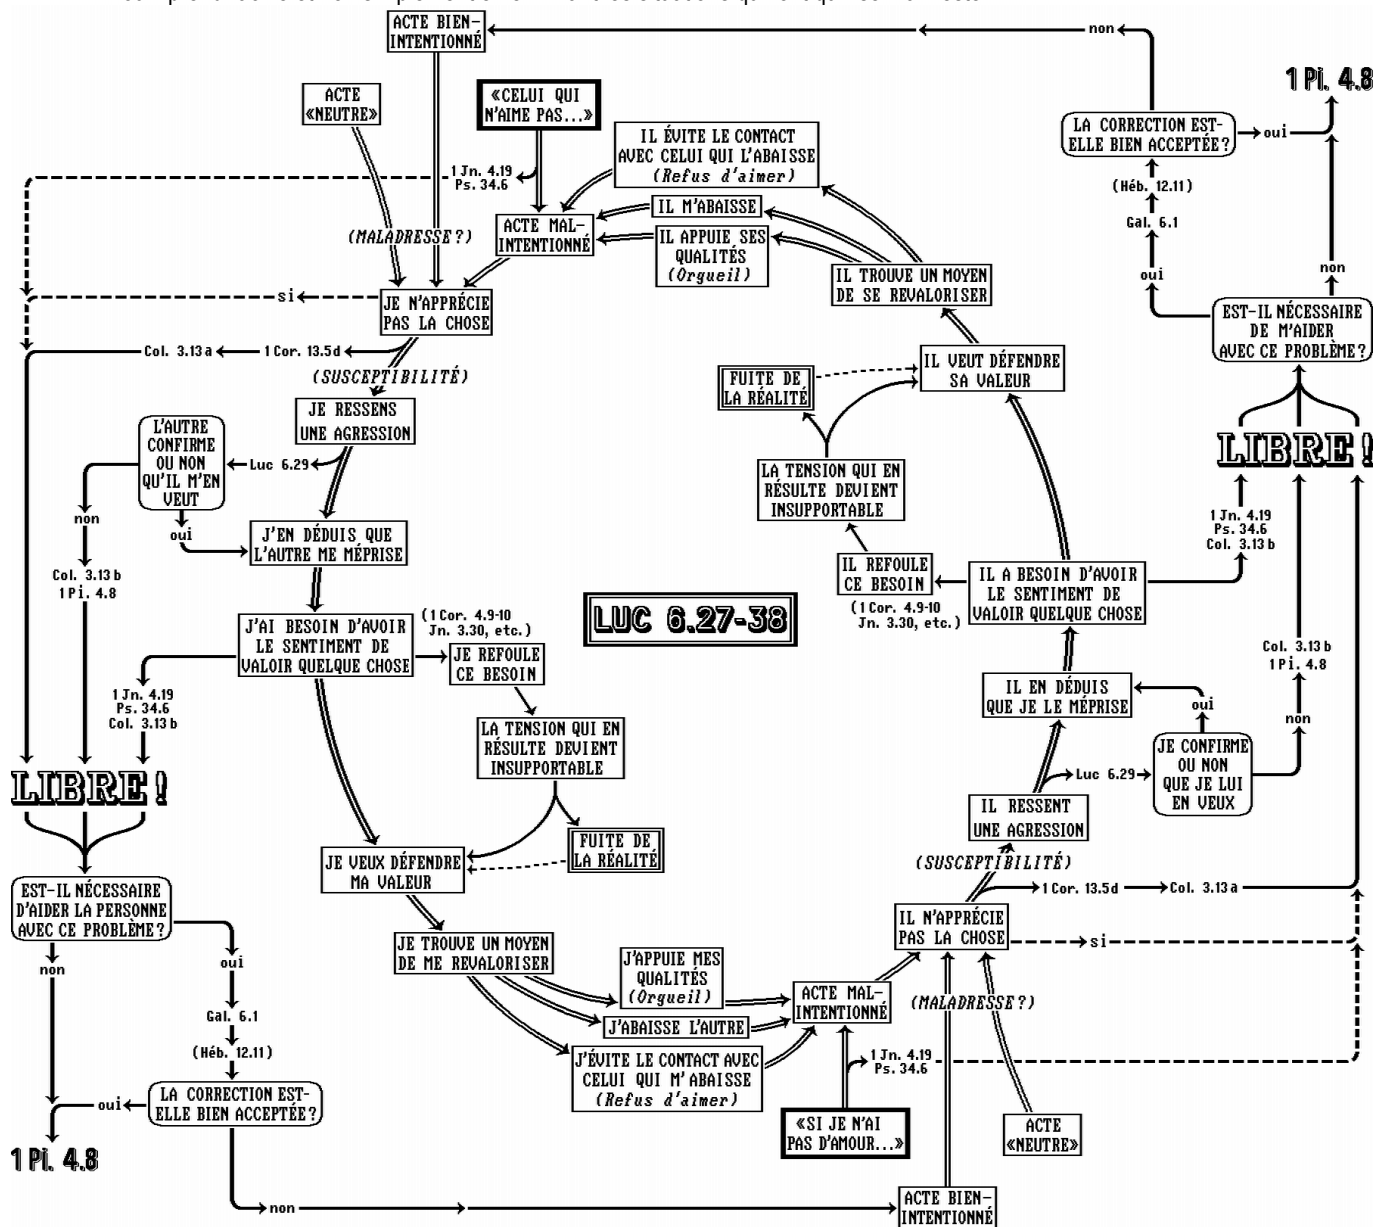 ACTE BIEN-
INTENTIONNÉ
non
1 Pi. 4.8
ACTE
«NEUTRE»
«CELUI QUI
N'AIME PAS...»
LA CORRECTION EST-
ELLE BIEN ACCEPTÉE?
oui
IL ÉVITE LE CONTACT
AVEC CELUI QUI L'ABAISSE
(Refus d'aimer)
1 Jn. 4.19
Ps. 34.6
(Héb. 12.11)
Gal. 6.1
oui
non
IL M'ABAISSE
ACTE MAL-
INTENTIONNÉ
IL APPUIE SES
QUALITÉS
(Orgueil)
(MALADRESSE?)
IL TROUVE UN MOYEN
DE SE REVALORISER
si
JE N'APPRÉCIE
PAS LA CHOSE
EST-IL NÉCESSAIRE
DE M'AIDER
AVEC CE PROBLÈME?
Col. 3.13a
1 Cor. 13.5d
(SUSCEPTIBILITÉ)
IL VEUT DÉFENDRE
SA VALEUR
FUITE DE
LA RÉALITÉ
JE RESSENS
UNE AGRESSION
L'AUTRE
CONFIRME
OU NON
QU'IL M'EN
VEUT
Luc 6.29
LIBRE!
LA TENSION QUI EN
RÉSULTE DEVIENT
INSUPPORTABLE
non
oui
J'EN DÉDUIS QUE
L'AUTRE ME MÉPRISE
1 Jn. 4.19
Ps. 34.6
Col. 3.13b
Col. 3.13b
1 Pi. 4.8
IL REFOULE
CE BESOIN
(1 Cor. 4.9-10
Jn. 3.30, etc.)
IL A BESOIN D'AVOIR
LE SENTIMENT DE
VALOIR QUELQUE CHOSE
LUC 6.27-38
J'AI BESOIN D'AVOIR
LE SENTIMENT DE
VALOIR QUELQUE CHOSE
(1 Cor. 4.9-10
Jn. 3.30, etc.)
JE REFOULE
CE BESOIN
Col. 3.13b
1 Pi. 4.8
1 Jn. 4.19
Ps. 34.6
Col. 3.13b
IL EN DÉDUIS
QUE JE LE MÉPRISE
oui
non
LA TENSION QUI EN
RÉSULTE DEVIENT
INSUPPORTABLE
JE CONFIRME
OU NON
QUE JE LUI
EN VEUX
Luc 6.29
LIBRE!
IL RESSENT
UNE AGRESSION
FUITE DE
LA RÉALITÉ
JE VEUX DÉFENDRE
MA VALEUR
(SUSCEPTIBILITÉ)
1 Cor. 13.5d
Col. 3.13a
EST-IL NÉCESSAIRE
D'AIDER LA PERSONNE
AVEC CE PROBLÈME?
IL N'APPRÉCIE
PAS LA CHOSE
si
JE TROUVE UN MOYEN
DE ME REVALORISER
non
oui
J'APPUIE MES
QUALITÉS
(Orgueil)
ACTE MAL-
INTENTIONNÉ
(MALADRESSE?)
Gal. 6.1
J'ABAISSE L'AUTRE
(Héb. 12.11)
J'ÉVITE LE CONTACT AVEC
CELUI QUI M'ABAISSE
(Refus d'aimer)
1 Jn. 4.19
Ps. 34.6
LA CORRECTION EST-
ELLE BIEN ACCEPTÉE?
oui
«SI JE N'AI
PAS D'AMOUR...»
ACTE
«NEUTRE»
1 Pi. 4.8
non
ACTE BIEN-
INTENTIONNÉ